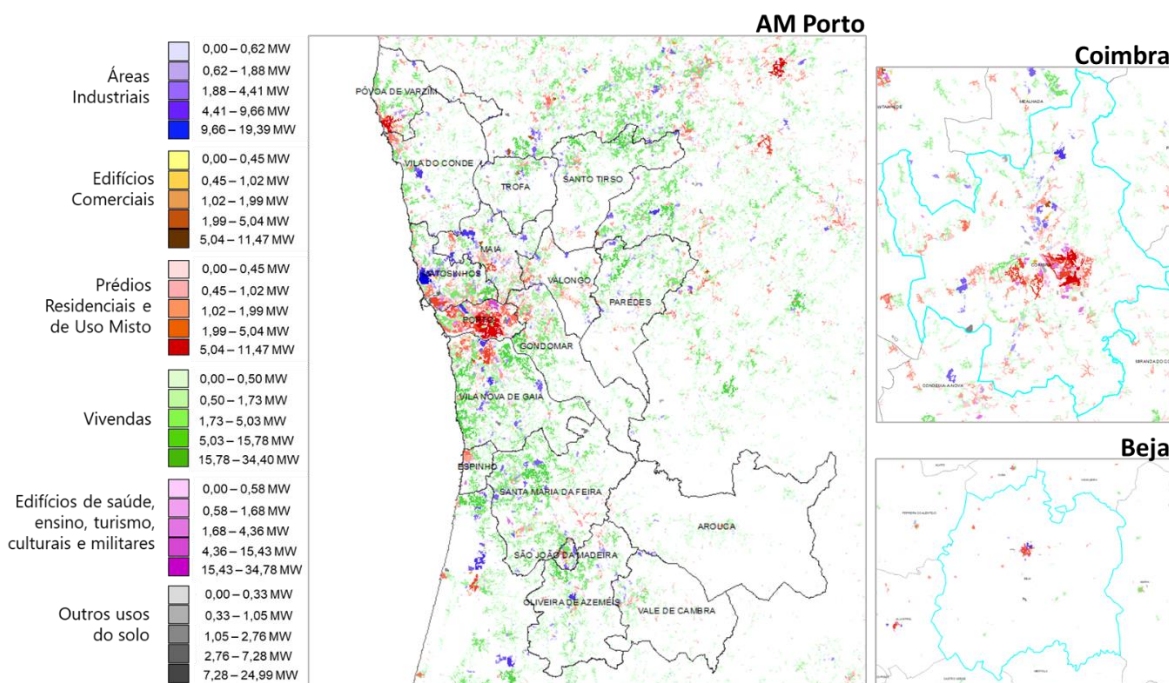 AM Porto
Coimbra
Beja
Áreas
Industriais
0,00 – 0,62 MW
0,62 – 1,88 MW
1,88 – 4,41 MW
4,41 – 9,66 MW
9,66 – 19,39 MW
Edifícios
Comerciais
0,00 – 0,45 MW
0,45 – 1,02 MW
1,02 – 1,99 MW
1,99 – 5,04 MW
5,04 – 11,47 MW
Prédios
Residenciais e
de Uso Misto
0,00 – 0,45 MW
0,45 – 1,02 MW
1,02 – 1,99 MW
1,99 – 5,04 MW
5,04 – 11,47 MW
Vivendas
0,00 – 0,50 MW
0,50 – 1,73 MW
1,73 – 5,03 MW
5,03 – 15,78 MW
15,78 – 34,40 MW
Edifícios de saúde,
ensino, turismo,
culturais e militares
0,00 – 0,58 MW
0,58 – 1,68 MW
1,68 – 4,36 MW
4,36 – 15,43 MW
15,43 – 34,78 MW
Outros usos
do solo
0,00 – 0,33 MW
0,33 – 1,05 MW
1,05 – 2,76 MW
2,76 – 7,28 MW
7,28 – 24,99 MW
PÓVOA DE VARZIM
VILA DO CONDE
TROFA
SANTO TIRSO
MAIA
MATOSINHOS
VALONGO
PAREDES
PORTO
GONDOMAR
VILA NOVA DE GAIA
ESPINHO
SANTA MARIA DA FEIRA
AROUCA
SÃO JOÃO DA MADEIRA
OLIVEIRA DE AZEMÉIS
VALE DE CAMBRA
MEALHADA
CONDEIXA-A-NOVA